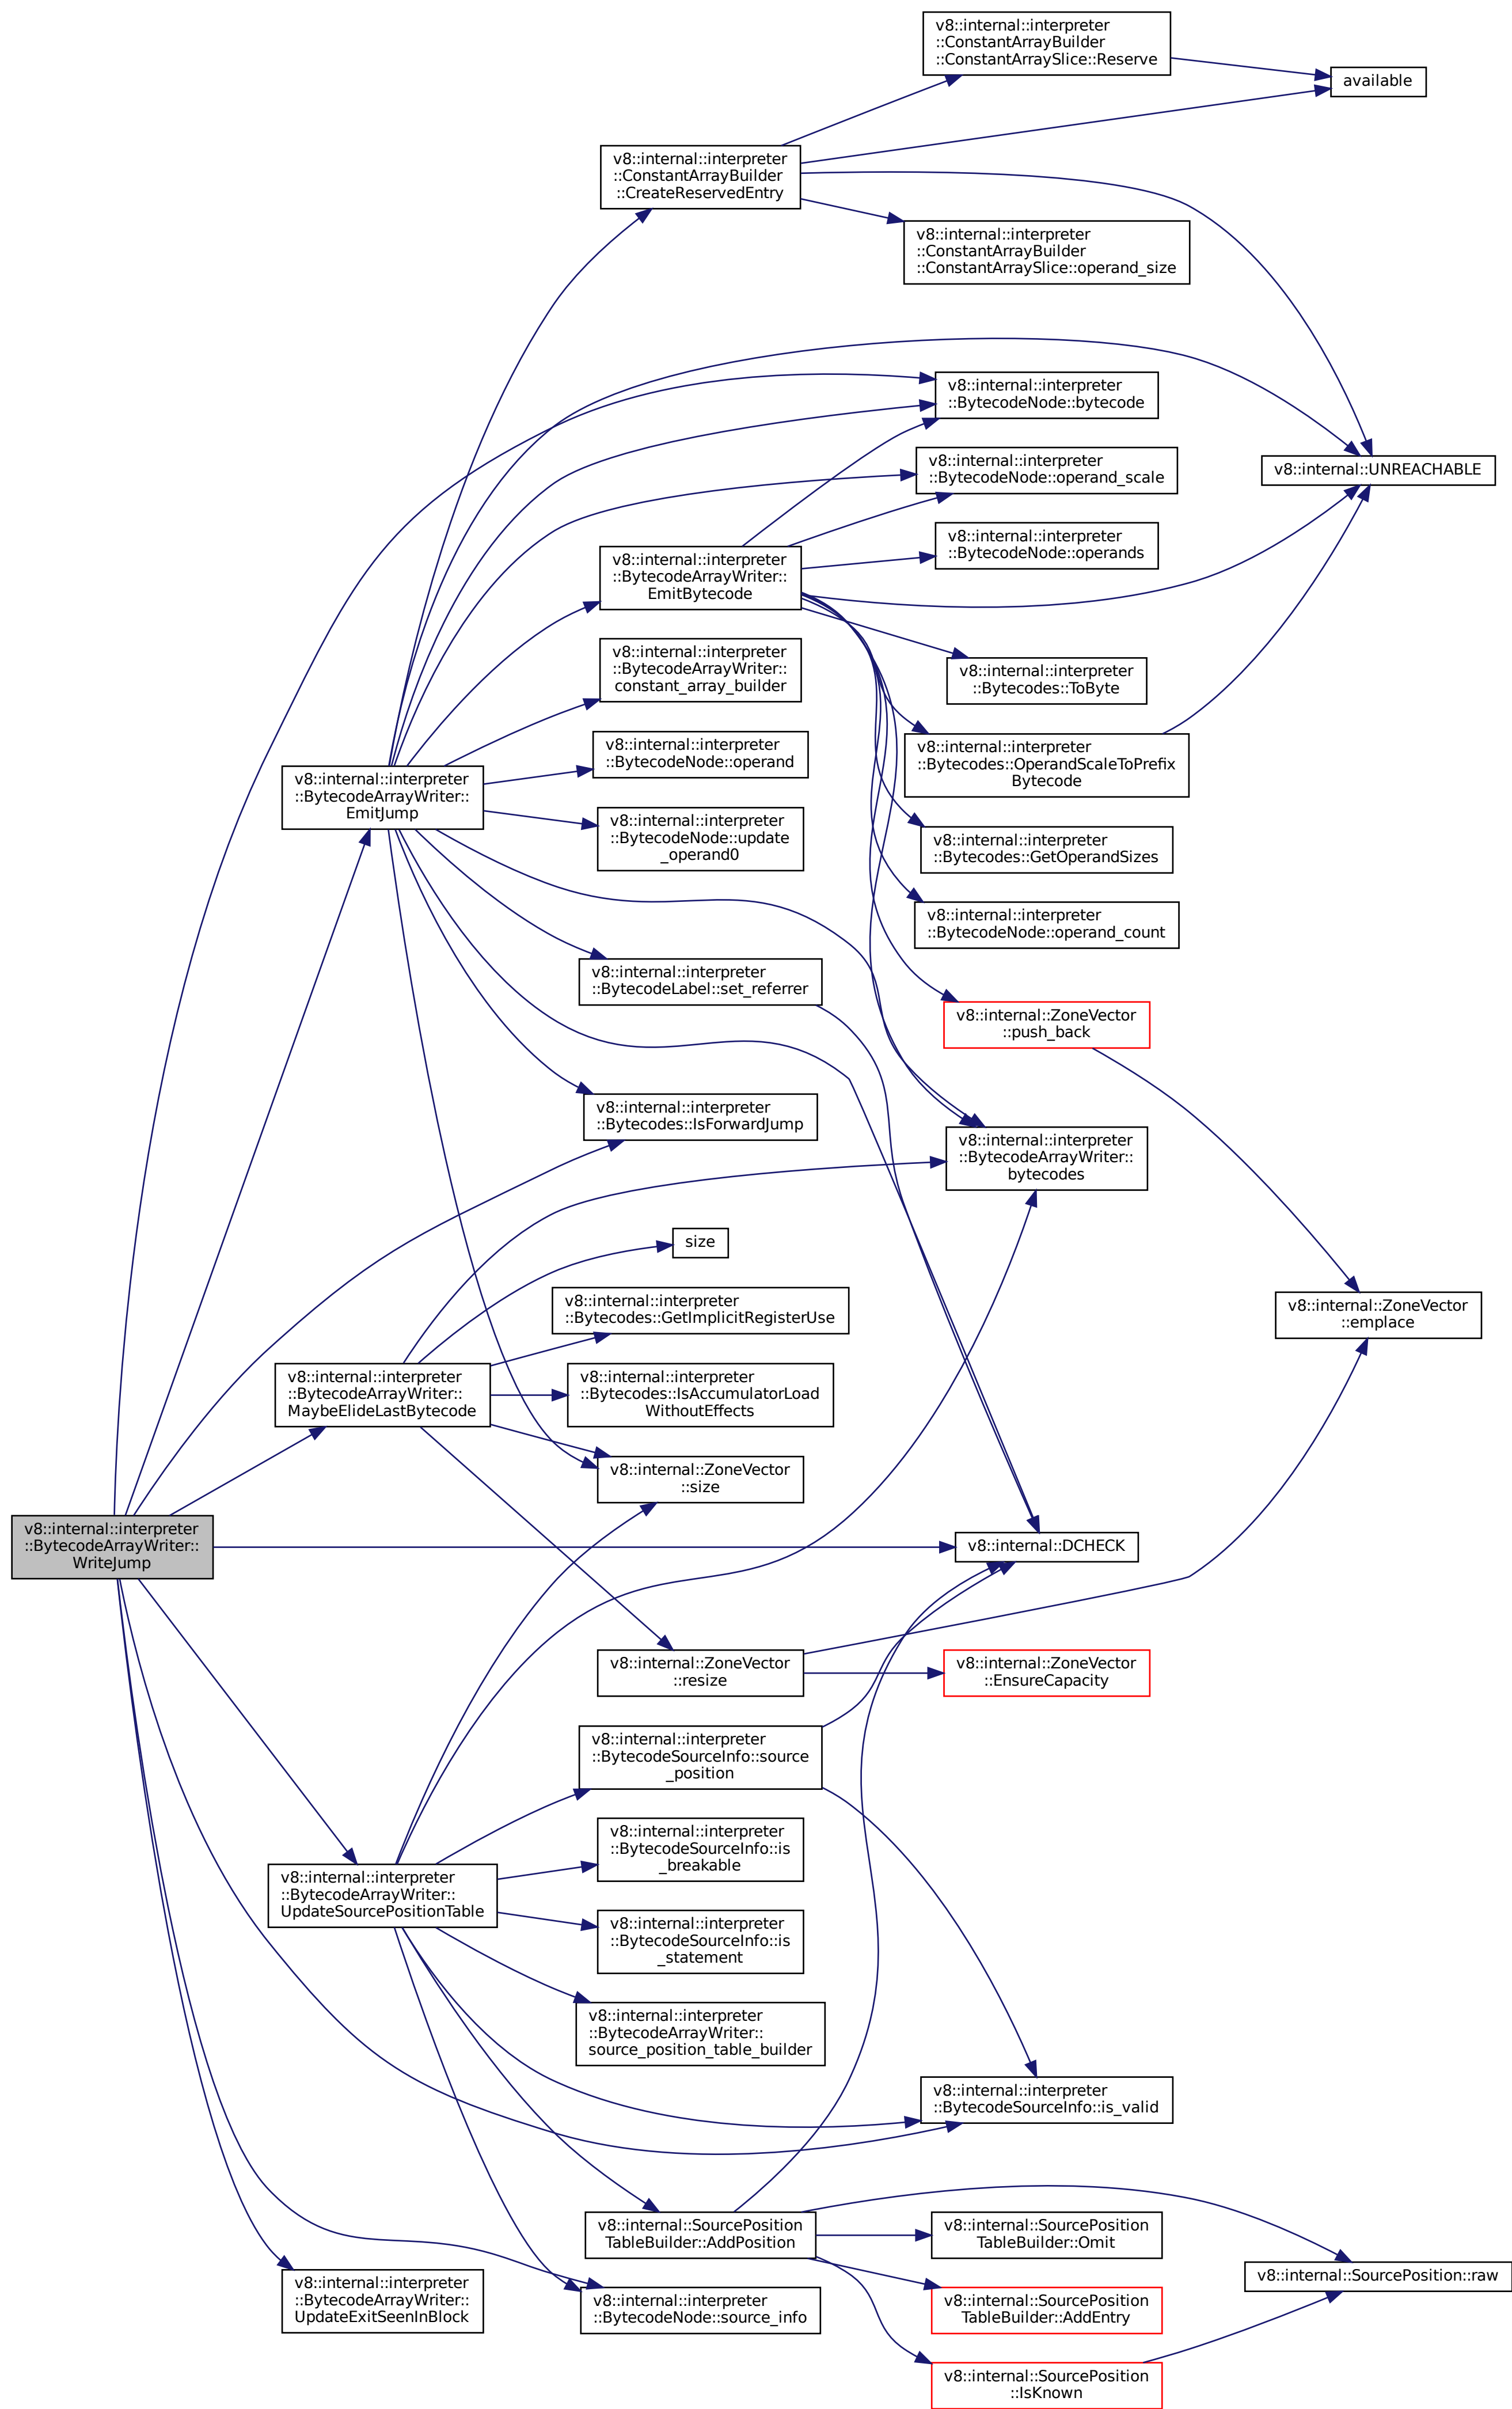 v8::internal::interpreter
::ConstantArrayBuilder
::ConstantArraySlice::Reserve
available
v8::internal::interpreter
::ConstantArrayBuilder
::CreateReservedEntry
v8::internal::interpreter
::ConstantArrayBuilder
::ConstantArraySlice::operand_size
v8::internal::interpreter
::BytecodeNode::bytecode
v8::internal::interpreter
::BytecodeNode::operand_scale
v8::internal::UNREACHABLE
v8::internal::interpreter
::BytecodeNode::operands
v8::internal::interpreter
::BytecodeArrayWriter::
EmitBytecode
v8::internal::interpreter
::BytecodeArrayWriter::
constant_array_builder
v8::internal::interpreter
::Bytecodes::ToByte
v8::internal::interpreter
::BytecodeNode::operand
v8::internal::interpreter
::Bytecodes::OperandScaleToPrefix
Bytecode
v8::internal::interpreter
::BytecodeArrayWriter::
EmitJump
v8::internal::interpreter
::BytecodeNode::update
_operand0
v8::internal::interpreter
::Bytecodes::GetOperandSizes
v8::internal::interpreter
::BytecodeNode::operand_count
v8::internal::interpreter
::BytecodeLabel::set_referrer
v8::internal::ZoneVector
::push_back
v8::internal::interpreter
::Bytecodes::IsForwardJump
v8::internal::interpreter
::BytecodeArrayWriter::
bytecodes
size
v8::internal::interpreter
::Bytecodes::GetImplicitRegisterUse
v8::internal::ZoneVector
::emplace
v8::internal::interpreter
::BytecodeArrayWriter::
MaybeElideLastBytecode
v8::internal::interpreter
::Bytecodes::IsAccumulatorLoad
WithoutEffects
v8::internal::ZoneVector
::size
v8::internal::interpreter
::BytecodeArrayWriter::
WriteJump
v8::internal::DCHECK
v8::internal::ZoneVector
::resize
v8::internal::ZoneVector
::EnsureCapacity
v8::internal::interpreter
::BytecodeSourceInfo::source
_position
v8::internal::interpreter
::BytecodeSourceInfo::is
_breakable
v8::internal::interpreter
::BytecodeArrayWriter::
UpdateSourcePositionTable
v8::internal::interpreter
::BytecodeSourceInfo::is
_statement
v8::internal::interpreter
::BytecodeArrayWriter::
source_position_table_builder
v8::internal::interpreter
::BytecodeSourceInfo::is_valid
v8::internal::SourcePosition
TableBuilder::AddPosition
v8::internal::SourcePosition
TableBuilder::Omit
v8::internal::SourcePosition::raw
v8::internal::interpreter
::BytecodeArrayWriter::
UpdateExitSeenInBlock
v8::internal::interpreter
::BytecodeNode::source_info
v8::internal::SourcePosition
TableBuilder::AddEntry
v8::internal::SourcePosition
::IsKnown